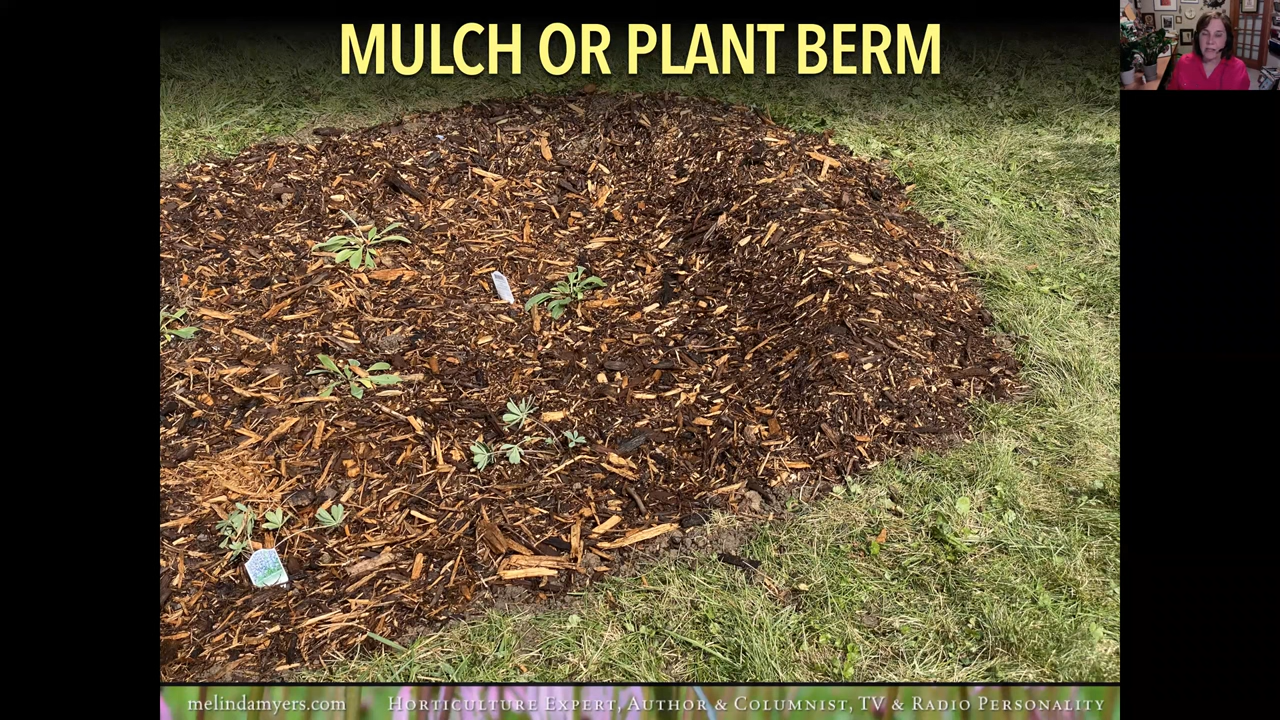 MULCH OR PLANT BERM
melindamyers.com HORTICULTURE EXPERT, AUTHOR & COLUMNIST, TV & RADIO PERSONALITY